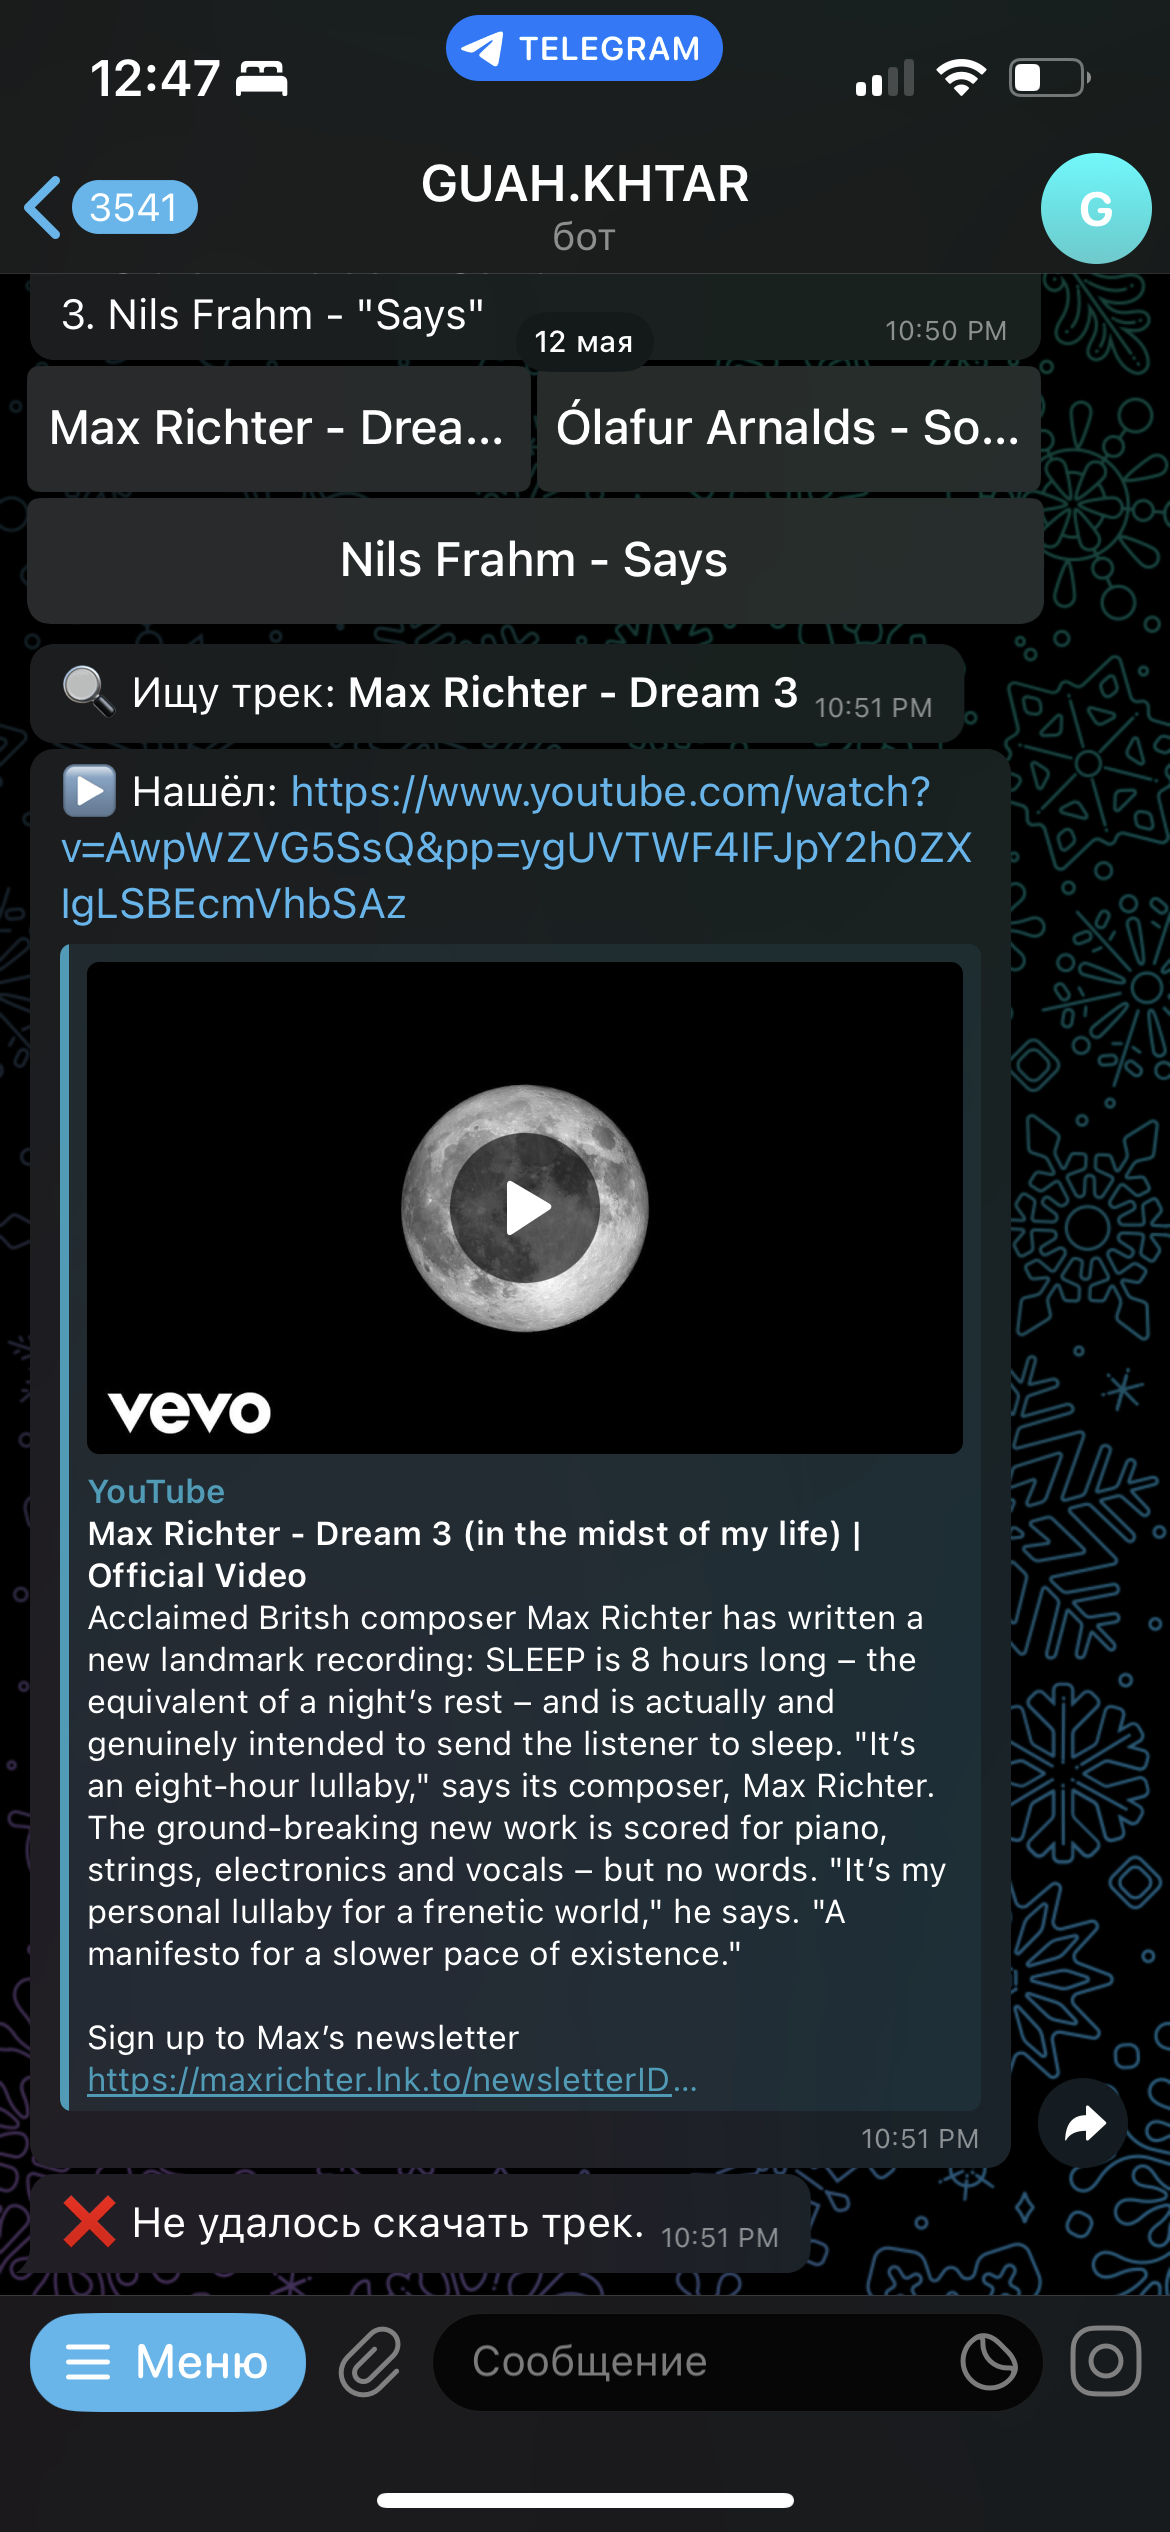 TELEGRAM
12:47
3541
GUAH.KHTAR
бот
G
3. Nils Frahm - "Says"
10:50 PM
12 мая
Max Richter - Drea...
Ólafur Arnalds - So...
Nils Frahm - Says
Ищу трек: Max Richter - Dream 3 10:51 PM
Нашёл: https://www.youtube.com/watch?
v=AwpWZVG5SsQ&pp=ygUVTWF4IFJpY2h0ZX
IgLSBEcmVhbSAz
vevo
YouTube
Max Richter - Dream 3 (in the midst of my life) |
Official Video
Acclaimed Britsh composer Max Richter has written a
new landmark recording: SLEEP is 8 hours long – the
equivalent of a night’s rest – and is actually and
genuinely intended to send the listener to sleep. "It’s
an eight-hour lullaby," says its composer, Max Richter.
The ground-breaking new work is scored for piano,
strings, electronics and vocals – but no words. "It’s my
personal lullaby for a frenetic world," he says. "A
manifesto for a slower pace of existence."
Sign up to Max’s newsletter
https://maxrichter.lnk.to/newsletterID...
10:51 PM
Не удалось скачать трек. 10:51 PM
Меню
Сообщение